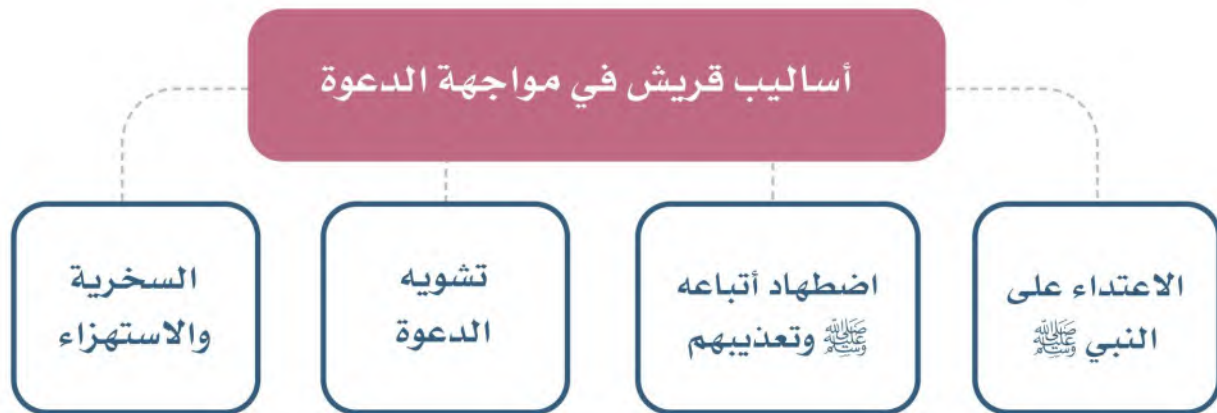 أساليب قريش في مواجهة الدعوة
الاعتداء على
النبي ﷺ
اضطهاد أتباعه
ﷺ وتعذيبهم
تشويه
الدعوة
السخرية
والاستهزاء